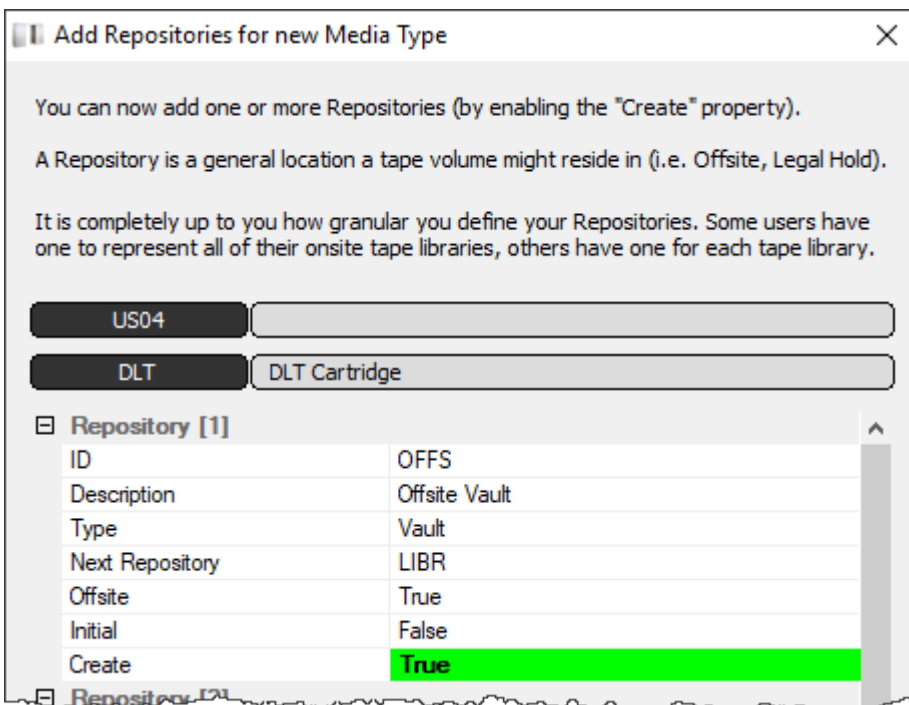 Add Repositories for new Media Type
You can now add one or more Repositories (by enabling the "Create" property).
A Repository is a general location a tape volume might reside in (i.e. Offsite, Legal Hold).
It is completely up to you how granular you define your Repositories. Some users have
one to represent all of their onsite tape libraries, others have one for each tape library.
US04
DLT DLT Cartridge
Repository [1]
ID OFFS
Description Offsite Vault
Type Vault
Next Repository LIBR
Offsite True
Initial False
Create True
Repository [2]